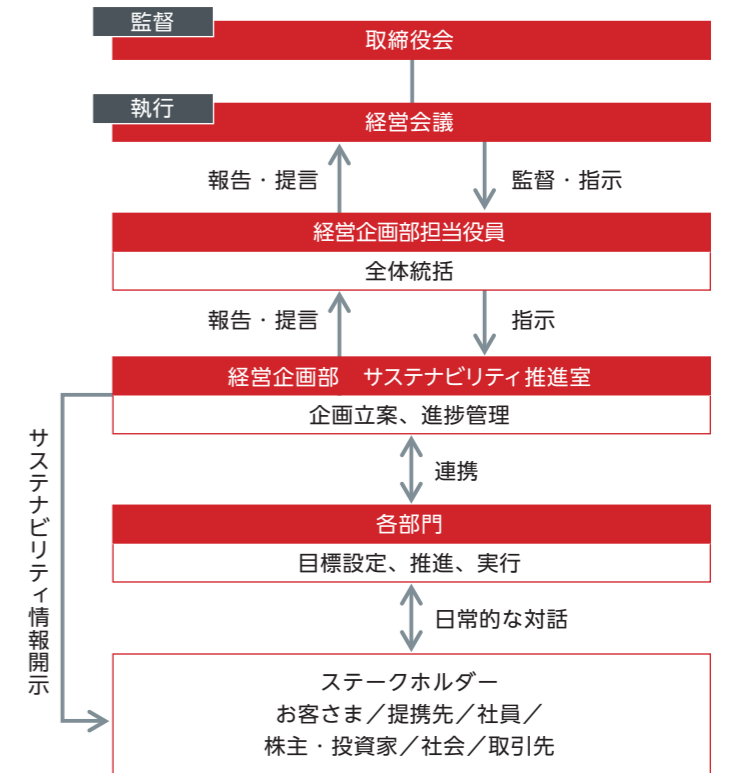 監督
取締役会
執行
経営会議
報告・提言
監督・指示
経営企画部担当役員
全体統括
報告・提言
指示
経営企画部　サステナビリティ推進室
企画立案、進捗管理
連携
各部門
目標設定、推進、実行
日常的な対話
サステナビリティ情報開示
ステークホルダー
お客さま／提携先／社員／
株主・投資家／社会／取引先